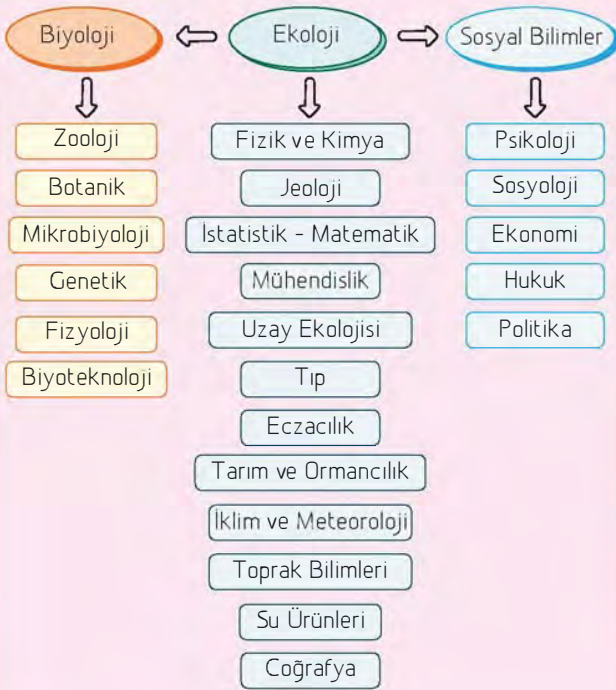 Biyoloji
Ekoloji
Sosyal Bilimler
Zooloji
Botanik
Mikrobiyoloji
Genetik
Fizyoloji
Biyoteknoloji
Fizik ve Kimya
Jeoloji
İstatistik - Matematik
Mühendislik
Uzay Ekolojisi
Tıp
Eczacılık
Tarım ve Ormancılık
İklim ve Meteoroloji
Toprak Bilimleri
Su Ürünleri
Coğrafya
Psikoloji
Sosyoloji
Ekonomi
Hukuk
Politika